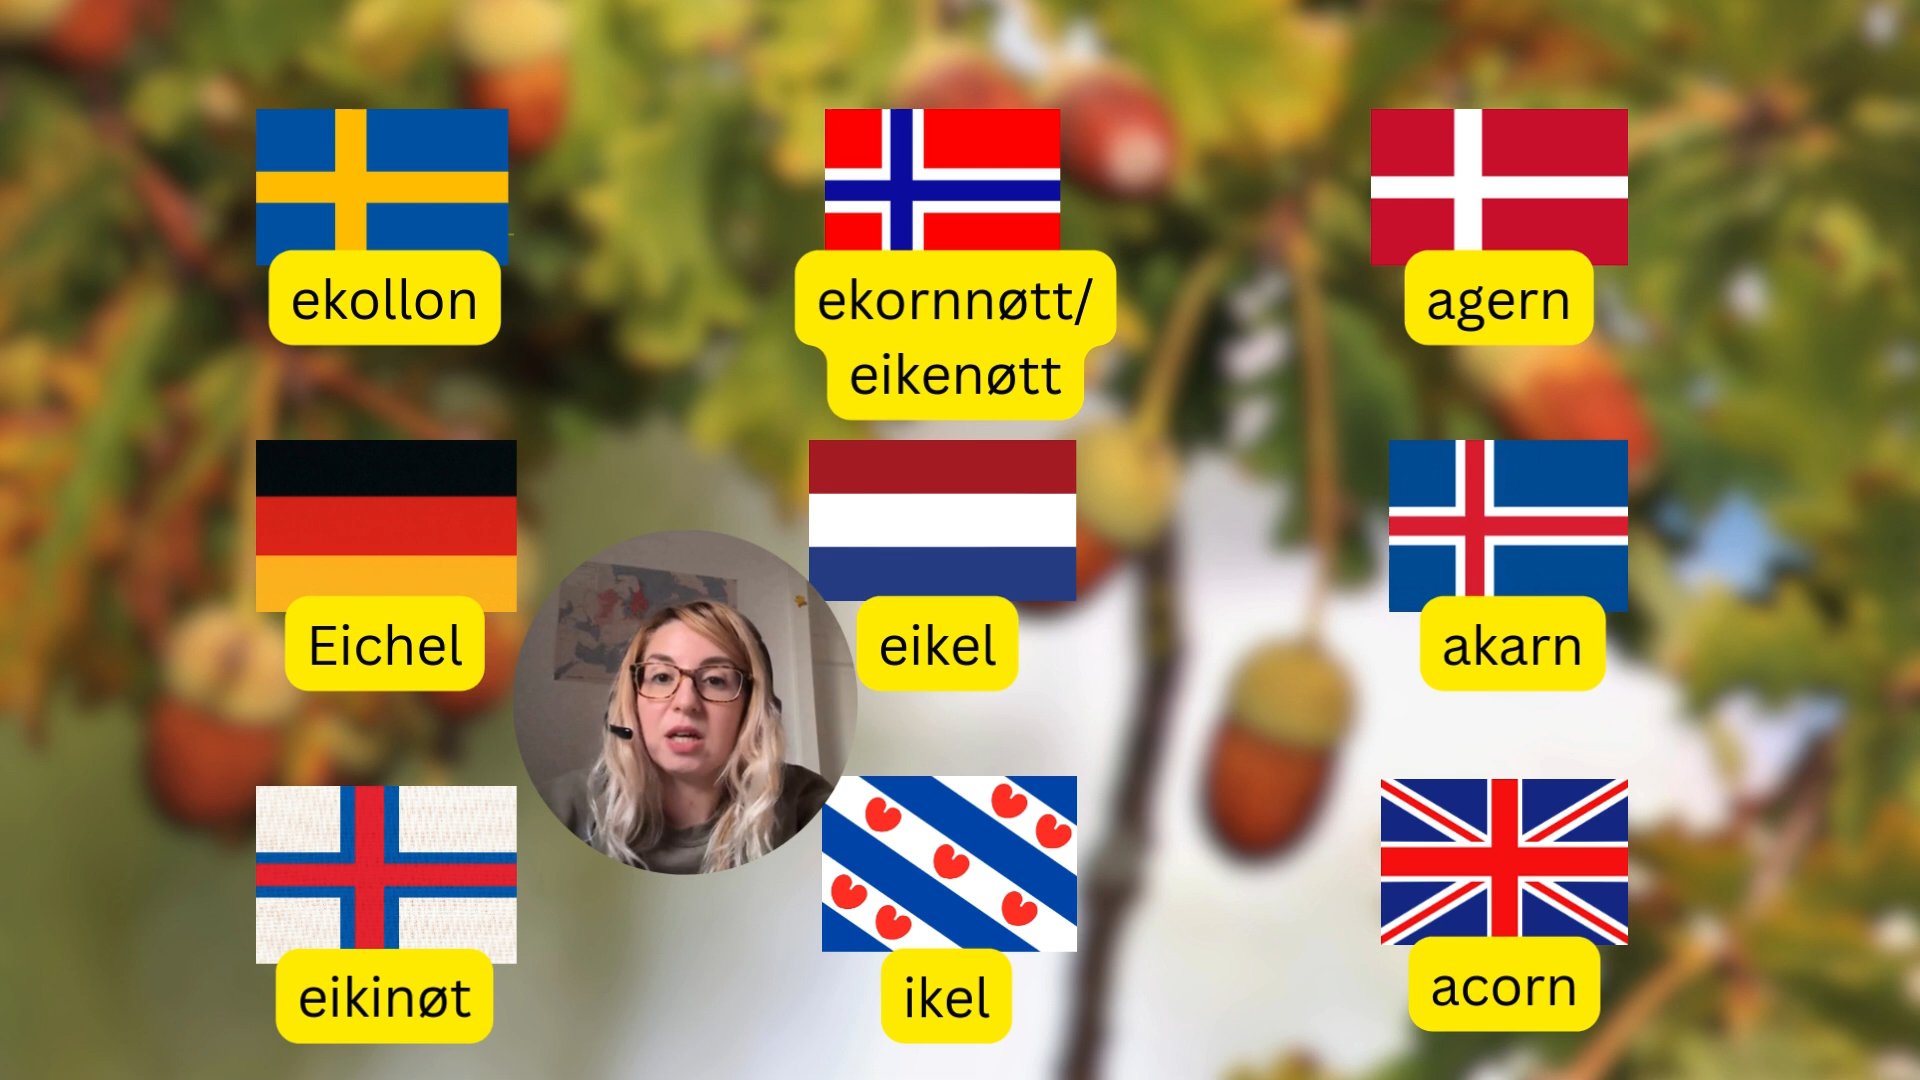 ekollon
ekornnøtt/
eikenøtt
agern
Eichel
eikel
akarn
eikinøt
ikel
acorn